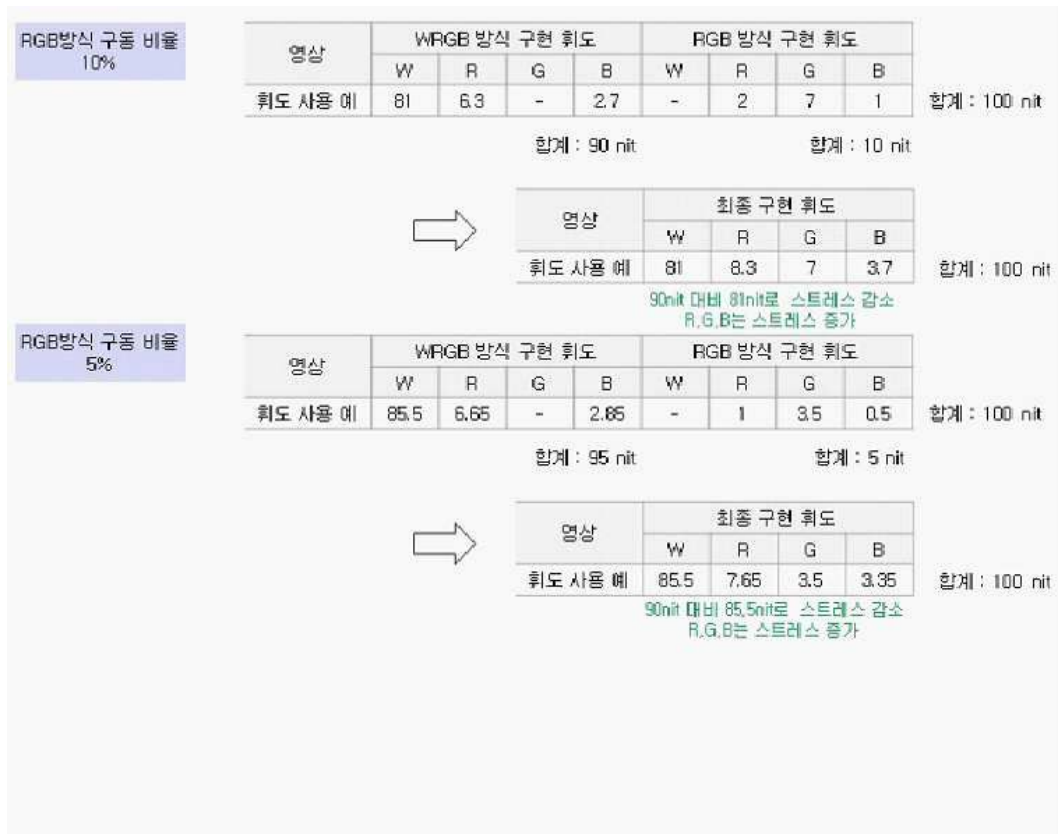 RGB방식 구동 비율
10%
영상 WRGB 방식 구현 휘도 RGB 방식 구현 휘도
W R G B W R G B
휘도 사용 예 81 6.3 - 2.7 - 2 7 1 합계 : 100 nit
합계 : 90 nit 합계 : 10 nit
영상 최종 구현 휘도
W R G B
휘도 사용 예 81 8.3 7 3.7 합계 : 100 nit
90nit 대비 81nit로 스트레스 감소
R,G,B는 스트레스 증가
RGB방식 구동 비율
5%
영상 WRGB 방식 구현 휘도 RGB 방식 구현 휘도
W R G B W R G B
휘도 사용 예 85.5 6.65 - 2.85 - 1 3.5 0.5 합계 : 100 nit
합계 : 95 nit 합계 : 5 nit
영상 최종 구현 휘도
W R G B
휘도 사용 예 85.5 7.65 3.5 3.35 합계 : 100 nit
90nit 대비 85,5nit로 스트레스 감소
R,G,B는 스트레스 증가